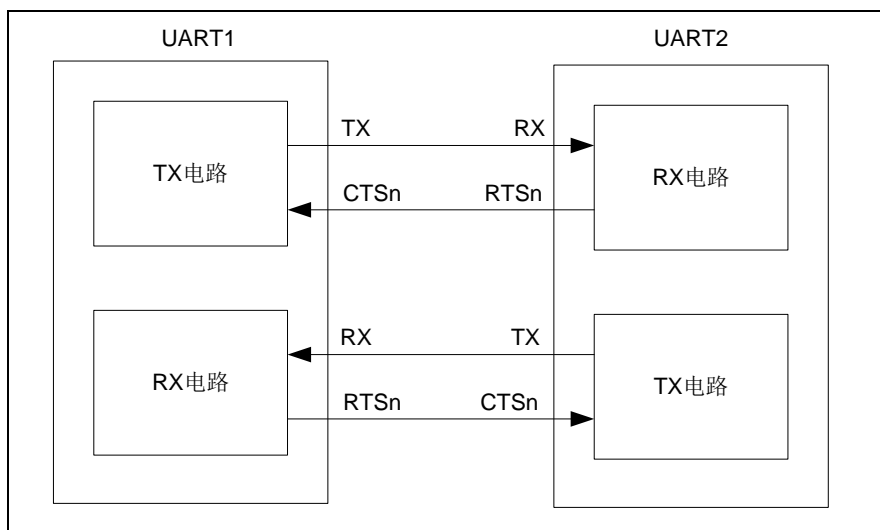 UART1
UART2
TX
RX
TX电路
CTSn
RTSn
RX电路
RX
TX
RX电路
RTSn
CTSn
TX电路